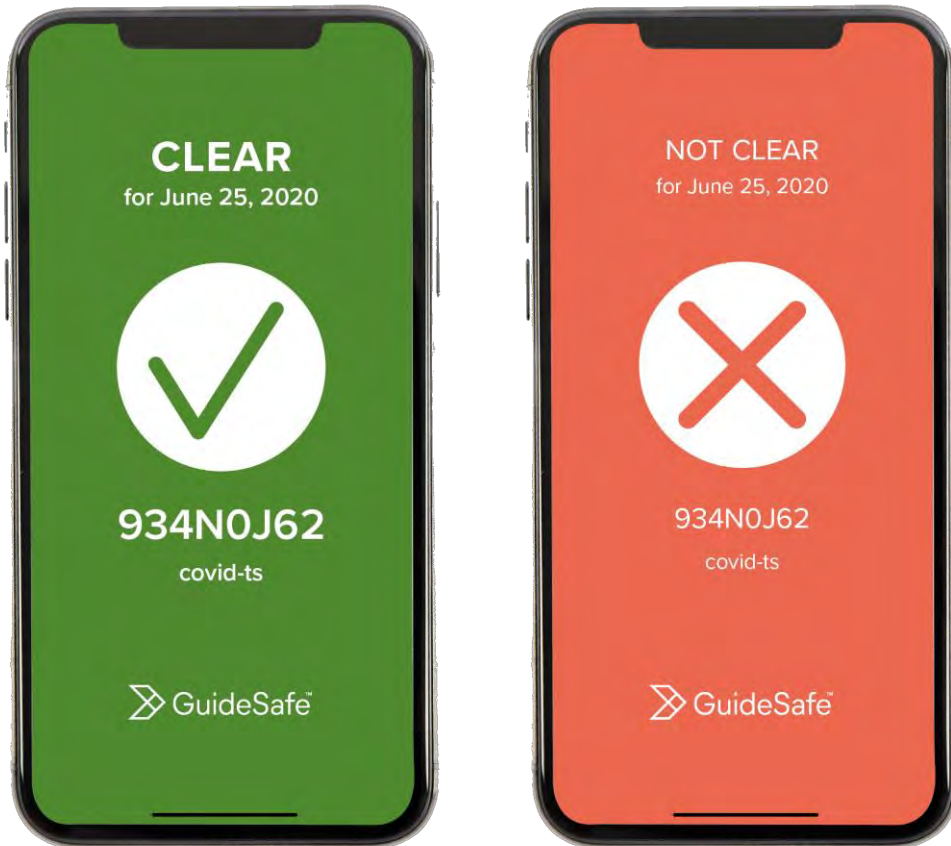 CLEAR
for June 25, 2020
934N0J62
covid-ts
GuideSafe™
NOT CLEAR
for June 25, 2020
934N0J62
covid-ts
GuideSafe™